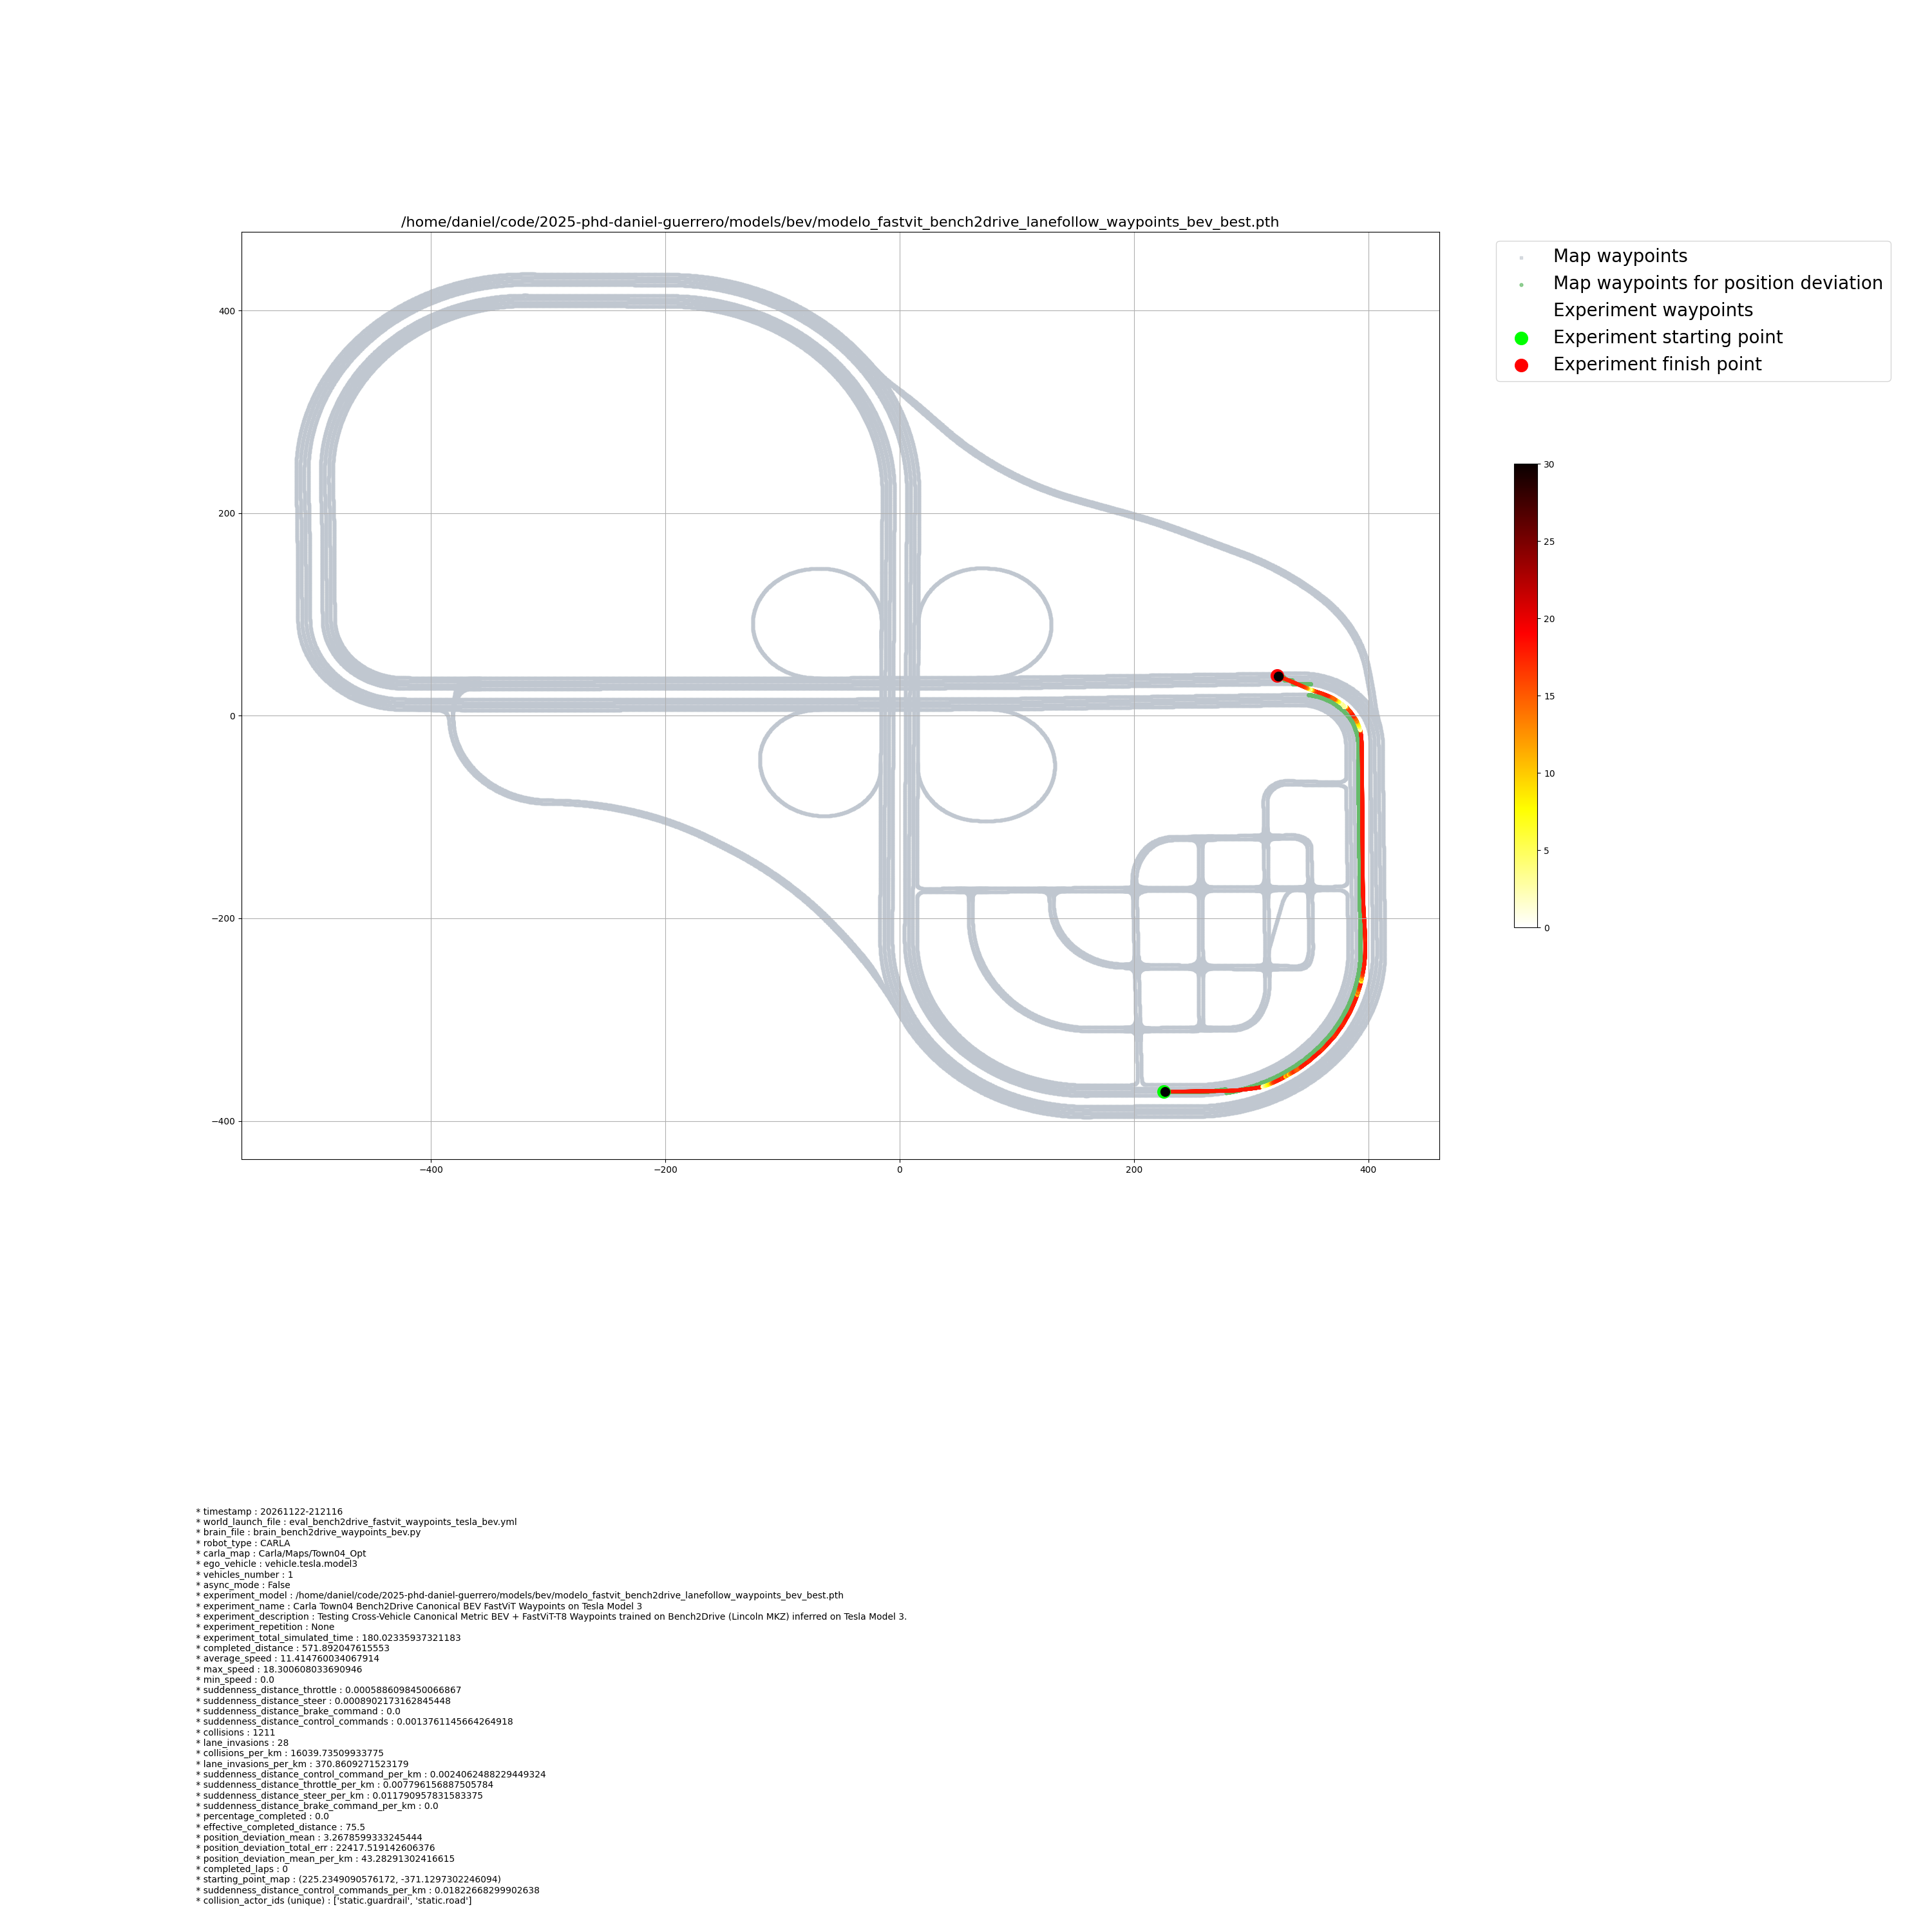 /home/daniel/code/2025-phd-daniel-guerrero/models/bev/modelo_fastvit_bench2drive_lanefollow_waypoints_bev_best.pth
Map waypoints
Map waypoints for position deviation
Experiment waypoints
Experiment starting point
Experiment finish point
400
200
0
−200
−400
−400
−200
0
200
400
30
25
20
15
10
5
0
* timestamp : 20261122-212116
* world_launch_file : eval_bench2drive_fastvit_waypoints_tesla_bev.yml
* brain_file : brain_bench2drive_waypoints_bev.py
* robot_type : CARLA
* carla_map : Carla/Maps/Town04_Opt
* ego_vehicle : vehicle.tesla.model3
* vehicles_number : 1
* async_mode : False
* experiment_model : /home/daniel/code/2025-phd-daniel-guerrero/models/bev/modelo_fastvit_bench2drive_lanefollow_waypoints_bev_best.pth
* experiment_name : Carla Town04 Bench2Drive Canonical BEV FastViT Waypoints on Tesla Model 3
* experiment_description : Testing Cross-Vehicle Canonical Metric BEV + FastViT-T8 Waypoints trained on Bench2Drive (Lincoln MKZ) inferred on Tesla Model 3.
* experiment_repetition : None
* experiment_total_simulated_time : 180.02335937321183
* completed_distance : 571.892047615553
* average_speed : 11.414760034067914
* max_speed : 18.300608033690946
* min_speed : 0.0
* suddenness_distance_throttle : 0.0005886098450066867
* suddenness_distance_steer : 0.0008902173162845448
* suddenness_distance_brake_command : 0.0
* suddenness_distance_control_commands : 0.0013761145664264918
* collisions : 1211
* lane_invasions : 28
* collisions_per_km : 16039.73509933775
* lane_invasions_per_km : 370.8609271523179
* suddenness_distance_control_command_per_km : 0.0024062488229449324
* suddenness_distance_throttle_per_km : 0.007796156887505784
* suddenness_distance_steer_per_km : 0.011790957831583375
* suddenness_distance_brake_command_per_km : 0.0
* percentage_completed : 0.0
* effective_completed_distance : 75.5
* position_deviation_mean : 3.2678599333245444
* position_deviation_total_err : 22417.519142606376
* position_deviation_mean_per_km : 43.28291302416615
* completed_laps : 0
* starting_point_map : (225.2349090576172, -371.1297302246094)
* suddenness_distance_control_commands_per_km : 0.01822668299902638
* collision_actor_ids (unique) : ['static.guardrail', 'static.road']